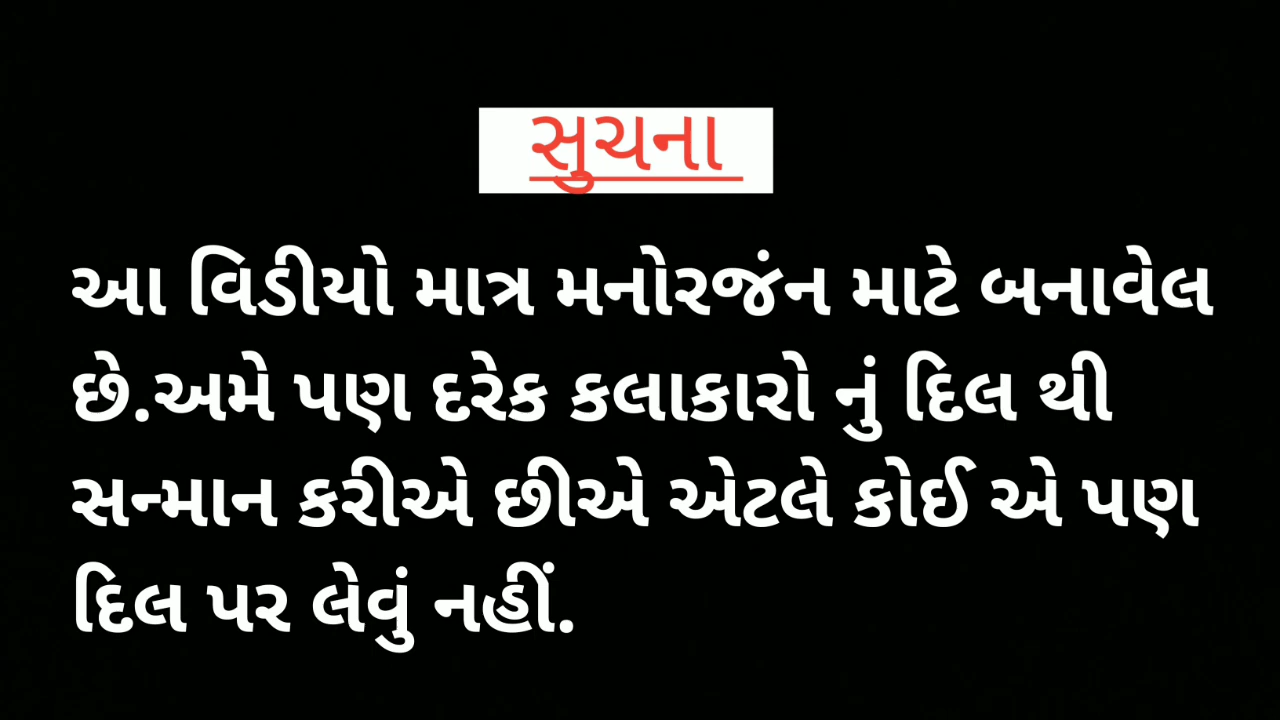 સુચના
આ વિડીયો માત્ર મનોરજંન માટે બનાવેલ
છે.અમે પણ દરેક કલાકારો નું દિલ થી
સન્માન કરીએ છીએ એટલે કોઈ એ પણ
દિલ પર લેવું નહીં.